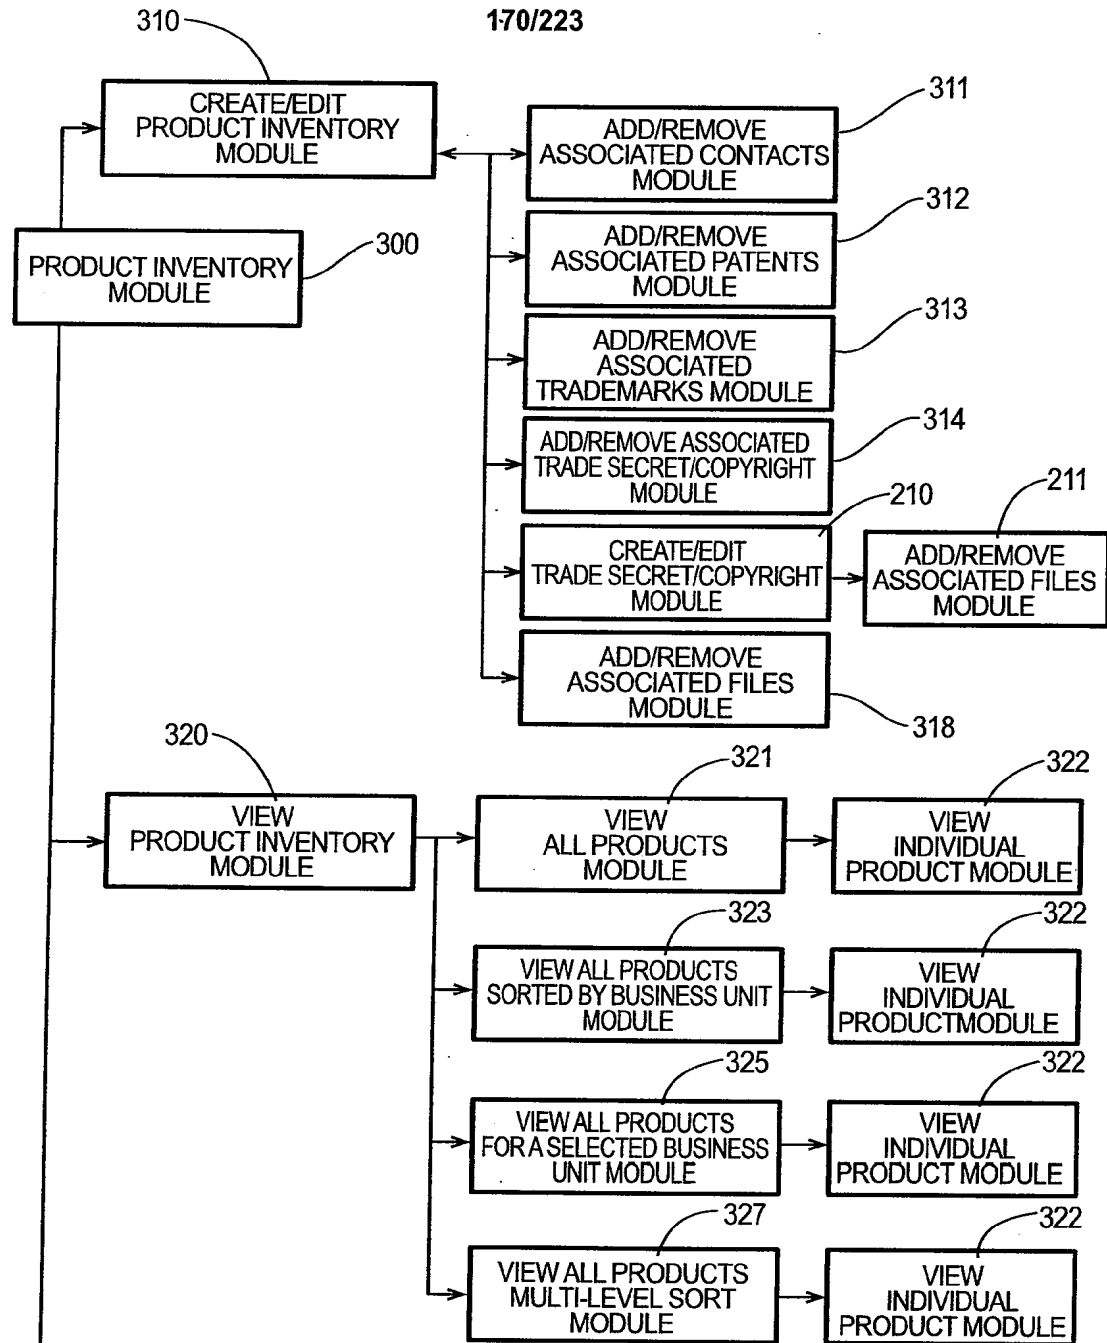 170/223
310
CREATE/EDIT
PRODUCT INVENTORY
MODULE
300
PRODUCT INVENTORY
MODULE
311
ADD/REMOVE
ASSOCIATED CONTACTS
MODULE
312
ADD/REMOVE
ASSOCIATED PATENTS
MODULE
313
ADD/REMOVE
ASSOCIATED
TRADEMARKS MODULE
314
ADD/REMOVE ASSOCIATED
TRADE SECRET/COPYRIGHT
MODULE
210
CREATE/EDIT
TRADE SECRET/COPYRIGHT
MODULE
211
ADD/REMOVE
ASSOCIATED FILES
MODULE
ADD/REMOVE
ASSOCIATED FILES
MODULE
318
320
VIEW
PRODUCT INVENTORY
MODULE
321
VIEW
ALL PRODUCTS
MODULE
322
VIEW
INDIVIDUAL
PRODUCT MODULE
323
VIEW ALL PRODUCTS
SORTED BY BUSINESS UNIT
MODULE
322
VIEW
INDIVIDUAL
PRODUCTMODULE
325
VIEW ALL PRODUCTS
FOR A SELECTED BUSINESS
UNIT MODULE
322
VIEW
INDIVIDUAL
PRODUCT MODULE
327
VIEW ALL PRODUCTS
MULTI-LEVEL SORT
MODULE
322
VIEW
INDIVIDUAL
PRODUCT MODULE